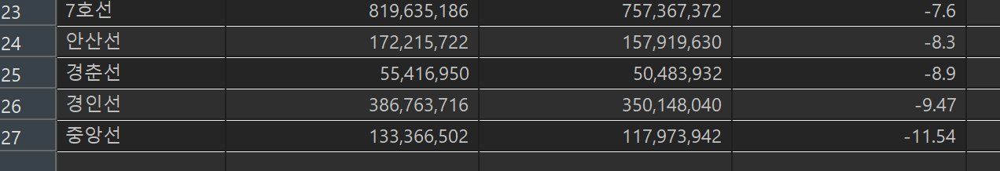 23 7호선 819,635,186 757,367,372 -7.6
24 안산선 172,215,722 157,919,630 -8.3
25 경춘선 55,416,950 50,483,932 -8.9
26 경인선 386,763,716 350,148,040 -9.47
27 중앙선 133,366,502 117,973,942 -11.54